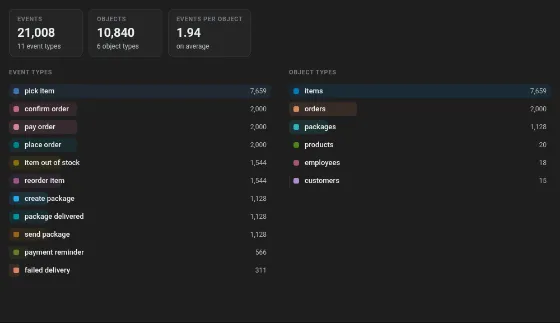 EVENTS
21,008
11 event types
OBJECTS
10,840
6 object types
EVENTS PER OBJECT
1.94
on average
EVENT TYPES
pick item 7,659
confirm order 2,000
pay order 2,000
place order 2,000
item out of stock 1,544
reorder item 1,544
create package 1,128
package delivered 1,128
send package 1,128
payment reminder 566
failed delivery 311
OBJECT TYPES
items 7,659
orders 2,000
packages 1,128
products 20
employees 18
customers 15